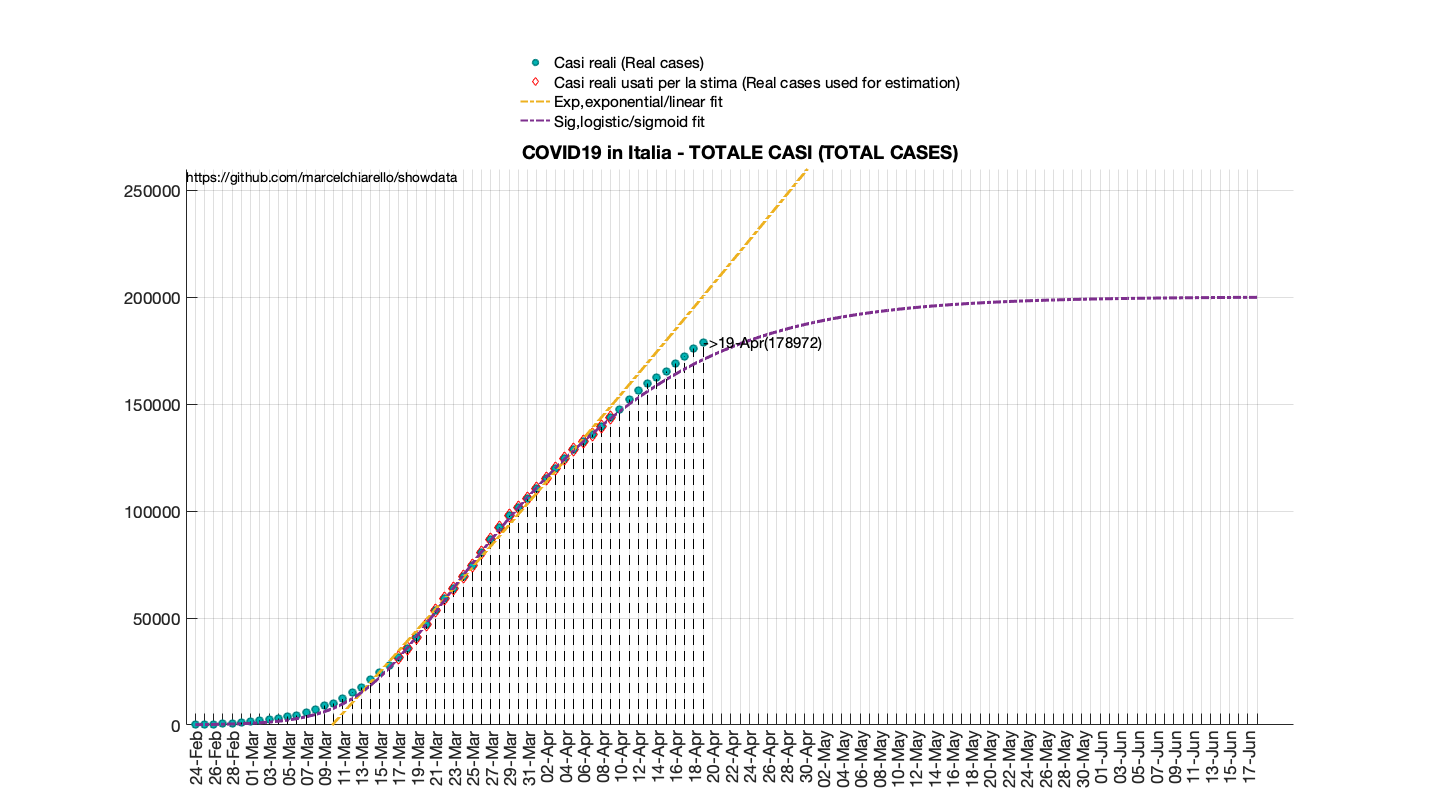 Casi reali (Real cases)
Casi reali usati per la stima (Real cases used for estimation)
Exp,exponential/linear fit
Sig,logistic/sigmoid fit
COVID19 in Italia - TOTALE CASI (TOTAL CASES)
https://github.com/marcelchiarello/showdata
250000
200000
->19-Apr(178972)
150000
100000
50000
0
24-Feb
26-Feb
28-Feb
01-Mar
03-Mar
05-Mar
07-Mar
09-Mar
11-Mar
13-Mar
15-Mar
17-Mar
19-Mar
21-Mar
23-Mar
25-Mar
27-Mar
29-Mar
31-Mar
02-Apr
04-Apr
06-Apr
08-Apr
10-Apr
12-Apr
14-Apr
16-Apr
18-Apr
20-Apr
22-Apr
24-Apr
26-Apr
28-Apr
30-Apr
02-May
04-May
06-May
08-May
10-May
12-May
14-May
16-May
18-May
20-May
22-May
24-May
26-May
28-May
30-May
01-Jun
03-Jun
05-Jun
07-Jun
09-Jun
11-Jun
13-Jun
15-Jun
17-Jun